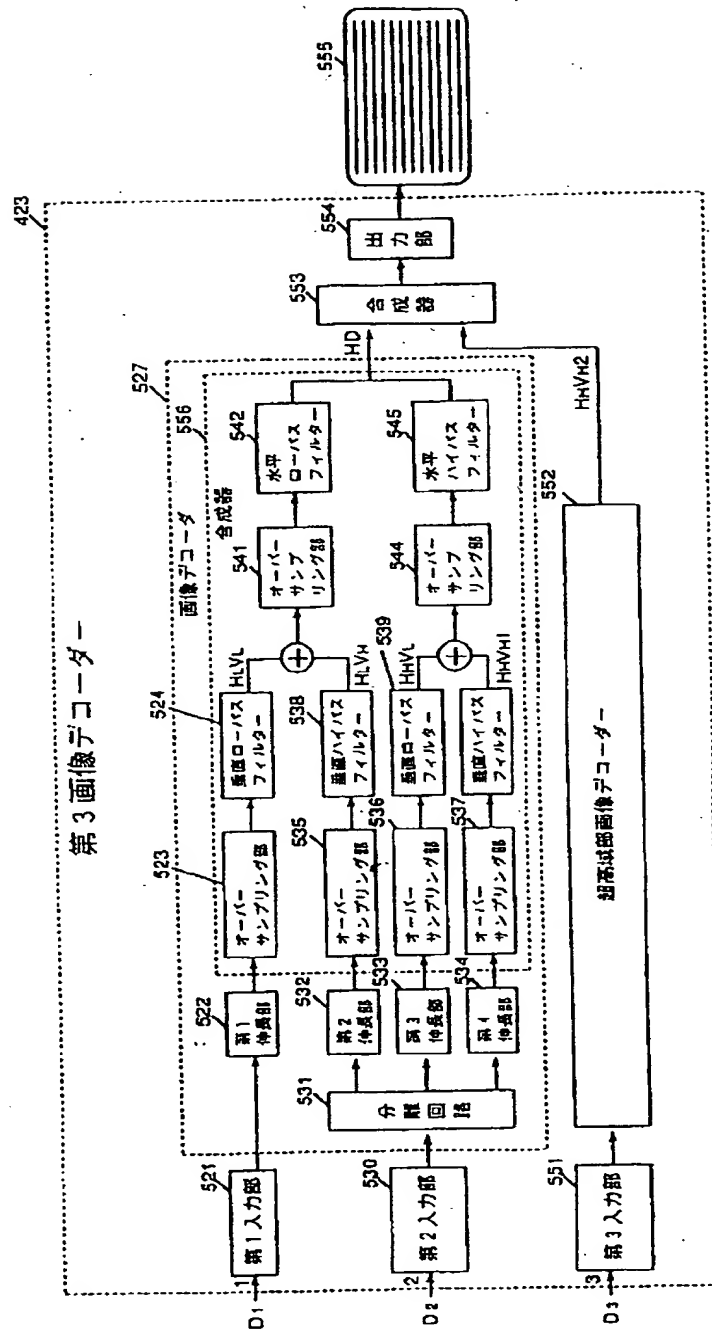 第3画像デコーダー
423
画像デコーダ
527
合成器
556
D1
1
521
第1入力部
522
第1
伸長部
523
オーバー
サンプリング部
524
垂直ローパス
フィルター
HLVL
541
オーバー
サンプ
リング部
542
水平
ローパス
フィルター
HD
553
合成器
554
出力部
555
D2
2
530
第2入力部
531
分離回路
532
第2
伸長部
535
オーバー
サンプリング部
538
垂直ハイパス
フィルター
HLVH
533
第3
伸長部
536
オーバー
サンプリング部
539
垂直ローパス
フィルター
HHVL
544
オーバー
サンプ
リング部
545
水平
ハイパス
フィルター
534
第4
伸長部
537
オーバー
サンプリング部
垂直ハイパス
フィルター
HHVH1
D3
3
551
第3入力部
552
超高域部画像デコーダー
HHVH2